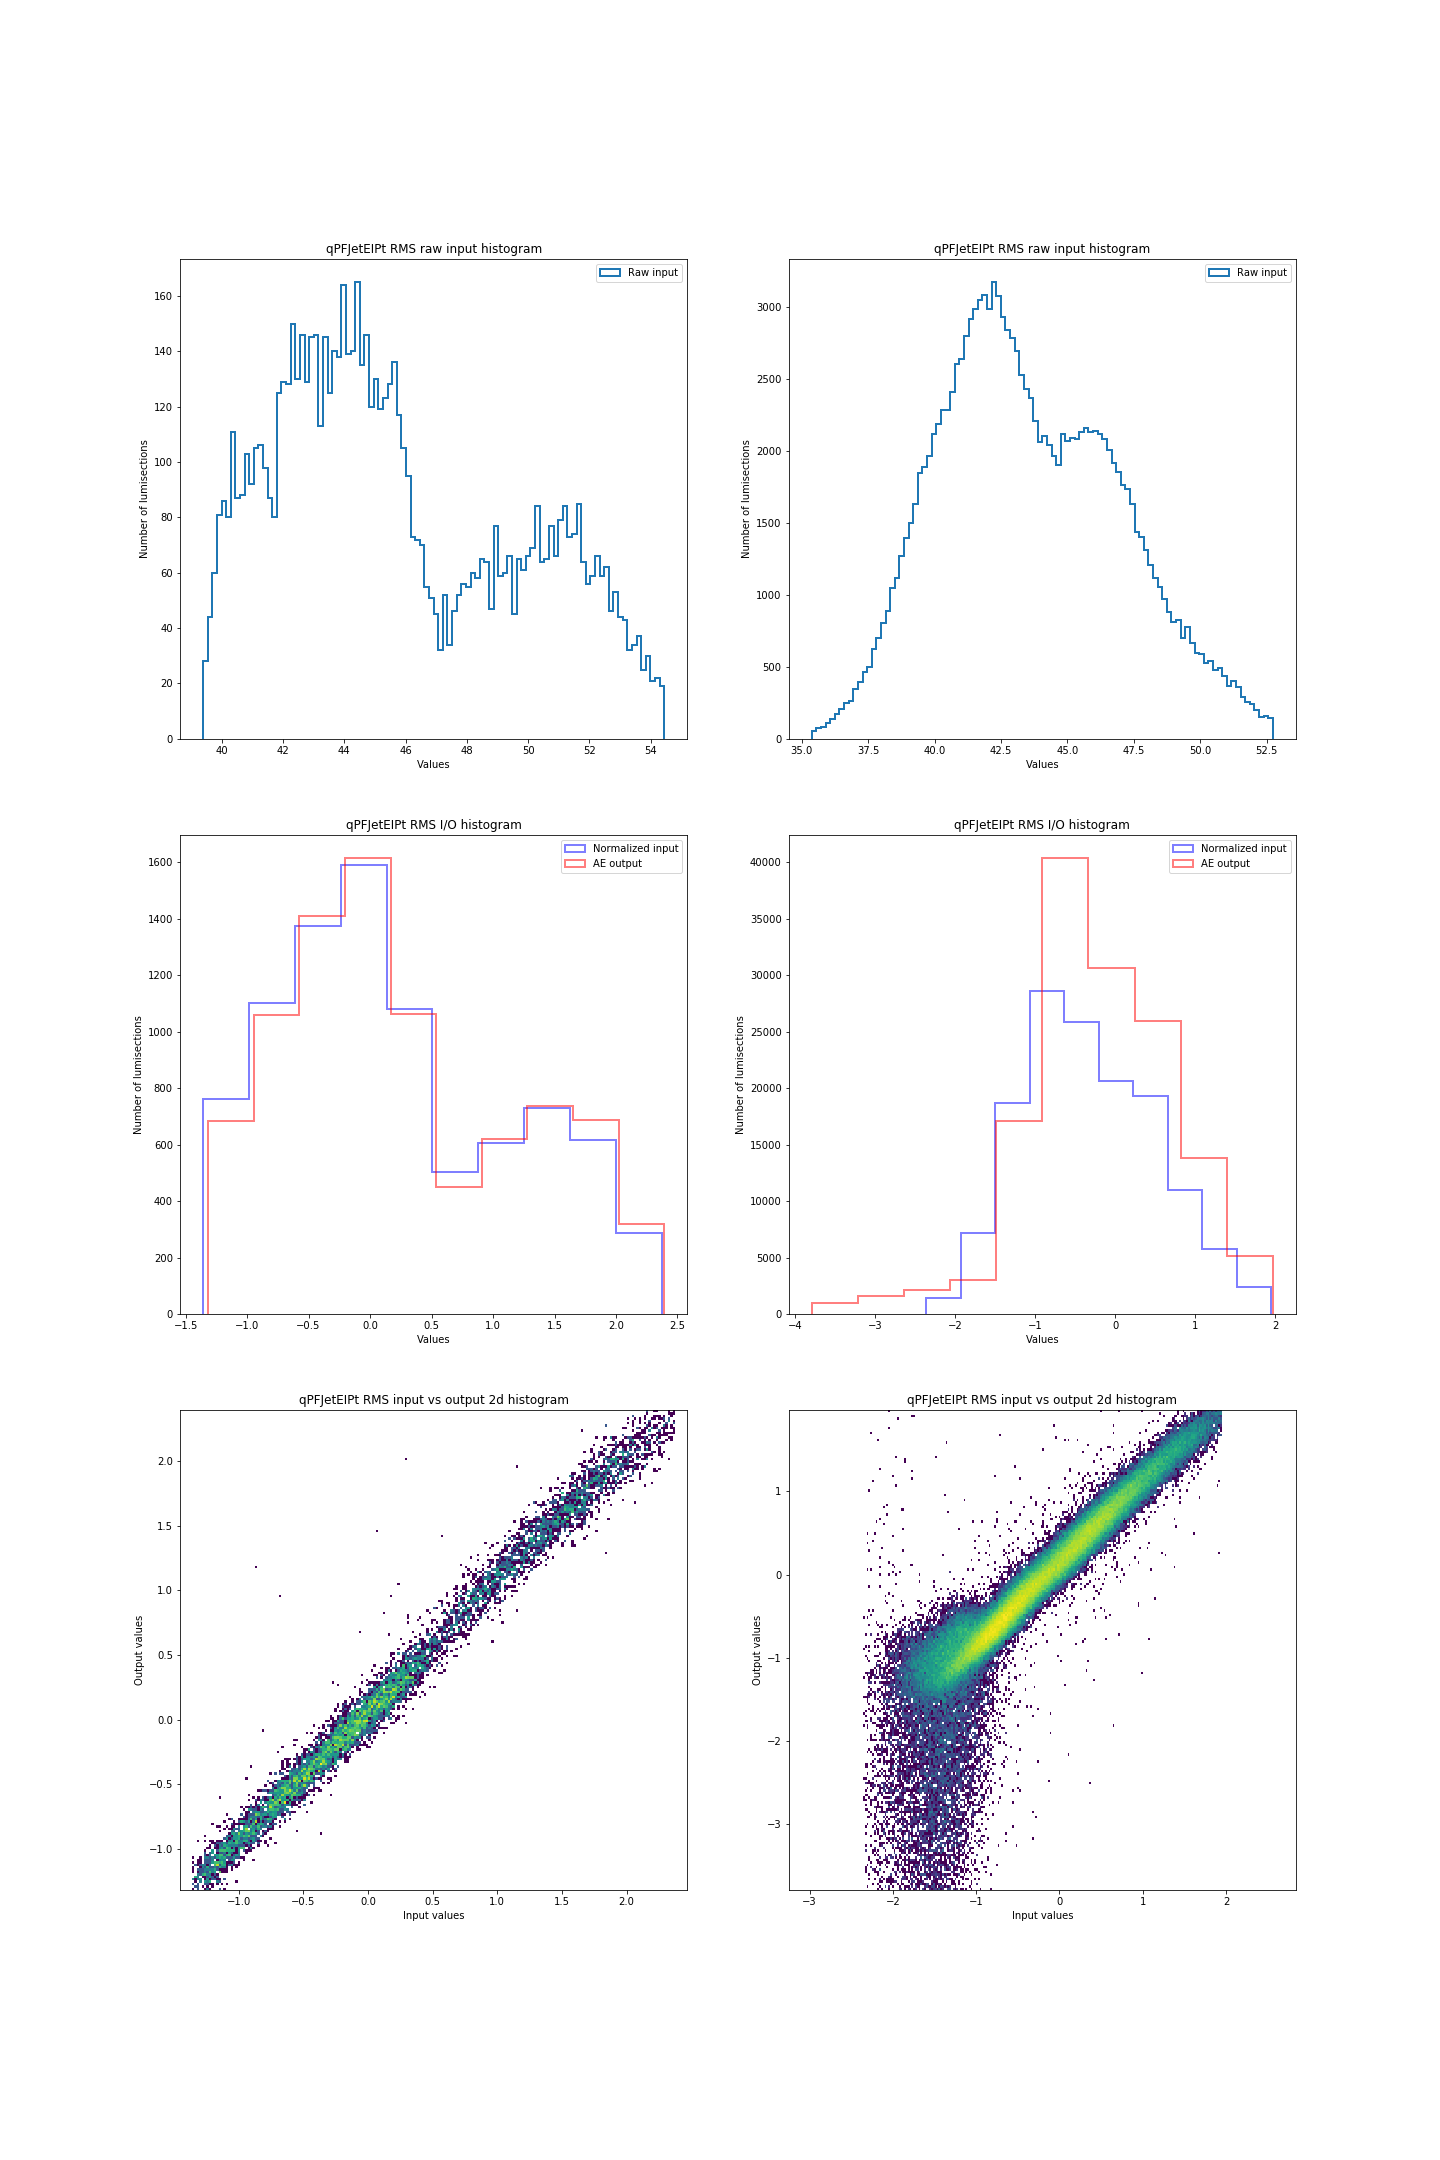 qPFJetEIPt RMS raw input histogram
Raw input
160
140
120
100
80
60
40
20
0
Number of lumisections
40 42 44 46 48 50 52 54
Values
qPFJetEIPt RMS raw input histogram
Raw input
3000
2500
2000
1500
1000
500
0
Number of lumisections
35.0 37.5 40.0 42.5 45.0 47.5 50.0 52.5
Values
qPFJetEIPt RMS I/O histogram
Normalized input
AE output
1600
1400
1200
1000
800
600
400
200
0
Number of lumisections
−1.5 −1.0 −0.5 0.0 0.5 1.0 1.5 2.0 2.5
Values
qPFJetEIPt RMS I/O histogram
Normalized input
AE output
40000
35000
30000
25000
20000
15000
10000
5000
0
Number of lumisections
−4 −3 −2 −1 0 1 2
Values
qPFJetEIPt RMS input vs output 2d histogram
2.0
1.5
1.0
0.5
0.0
−0.5
−1.0
Output values
−1.0 −0.5 0.0 0.5 1.0 1.5 2.0
Input values
qPFJetEIPt RMS input vs output 2d histogram
1
0
−1
−2
−3
Output values
−3 −2 −1 0 1 2
Input values